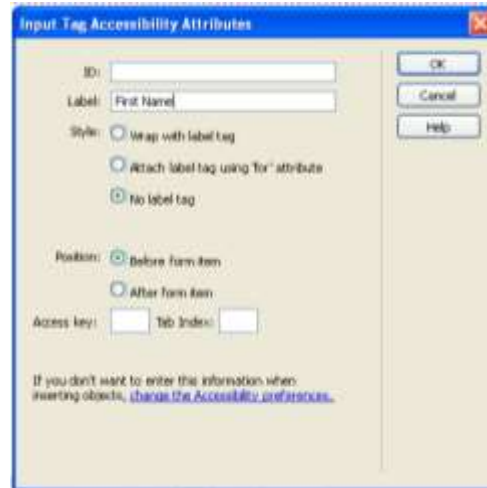 Input Tag Accessibility Attributes
ID:
OK
Label: First Name
Cancel
Style: Wrap with label tag
Help
Attach label tag using 'for' attribute
No label tag
Position: Before form item
After form item
Access key: Tab Index:
If you don't want to enter this information when
inserting objects, change the Accessibility preferences.